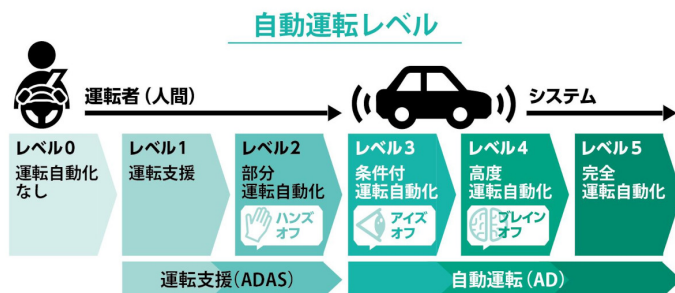 自動運転レベル
運転者(人間)
システム
レベル0
運転自動化
なし
レベル1
運転支援
レベル2
部分
運転自動化
ハンズ
オフ
レベル3
条件付
運転自動化
アイズ
オフ
レベル4
高度
運転自動化
ブレイン
オフ
レベル5
完全
運転自動化
運転支援(ADAS)
自動運転(AD)